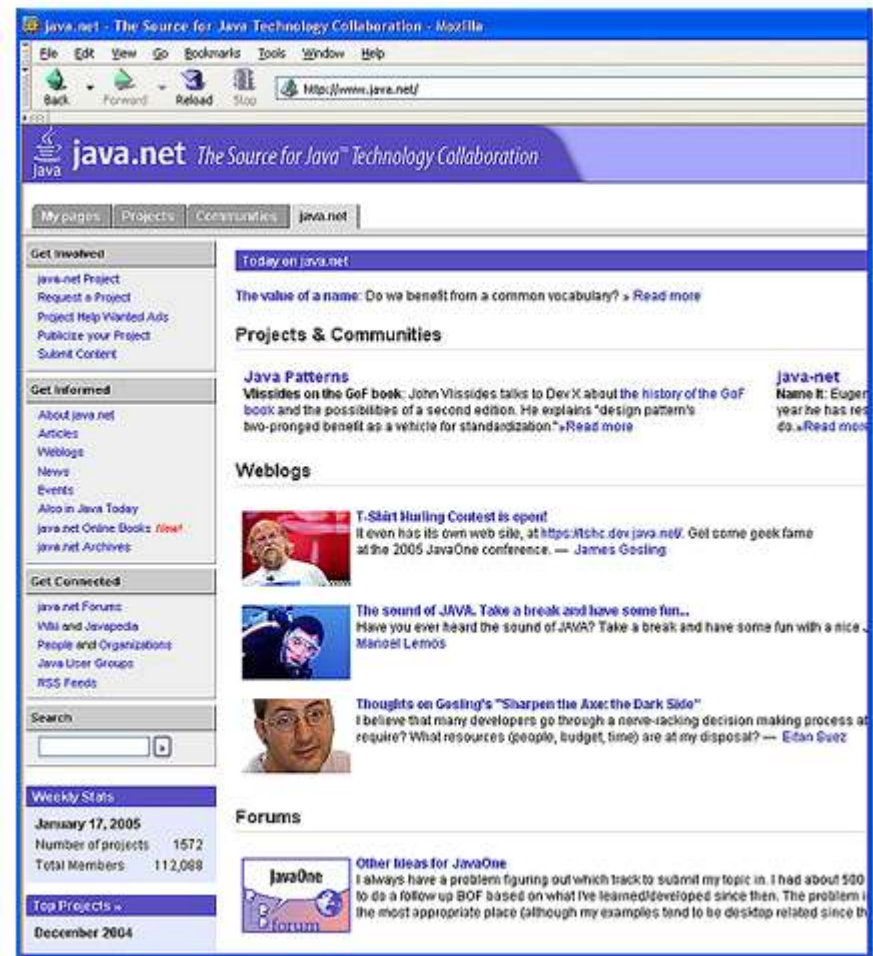 java.net - The Source for Java Technology Collaboration - Mozilla
File Edit View Go Bookmarks Tools Window Help
Back Forward Reload Stop http://www.java.net/
Java java.net The Source for Java™ Technology Collaboration
My pages Projects Communities java.net
Get Involved
java-net Project
Request a Project
Project Help Wanted Ads
Publicize your Project
Submit Content
Get Informed
About java.net
Articles
Weblogs
News
Events
Also in Java Today
java.net Online Books New!
java.net Archives
Get Connected
java.net Forums
Wiki and Javapedia
People and Organizations
Java User Groups
RSS Feeds
Search
Weekly Stats
January 17, 2005
Number of projects 1572
Total Members 112,088
Top Projects »
December 2004
Today on java.net
The value of a name: Do we benefit from a common vocabulary? » Read more
Projects & Communities
Java Patterns
Vlissides on the GoF book: John Vlissides talks to Dev X about the history of the GoF
book and the possibilities of a second edition. He explains "design pattern's
two-pronged benefit as a vehicle for standardization."»Read more
java-net
Name It: Eugen
year he has res
do.»Read more
Weblogs
T-Shirt Hurling Contest is open!
It even has its own web site, at https://tshc.dev.java.net/. Get some geek fame
at the 2005 JavaOne conference. — James Gosling
The sound of JAVA. Take a break and have some fun...
Have you ever heard the sound of JAVA? Take a break and have some fun with a nice
Manoel Lemos
Thoughts on Gosling's "Sharpen the Axe: the Dark Side"
I believe that many developers go through a nerve-racking decision making process at
require? What resources (people, budget, time) are at my disposal? — Eitan Suez
Forums
JavaOne
B
forum
Other Ideas for JavaOne
I always have a problem figuring out which track to submit my topic in. I had about 500
to do a follow up BOF based on what I've learned/developed since then. The problem i
the most appropriate place (although my examples tend to be desktop related since th